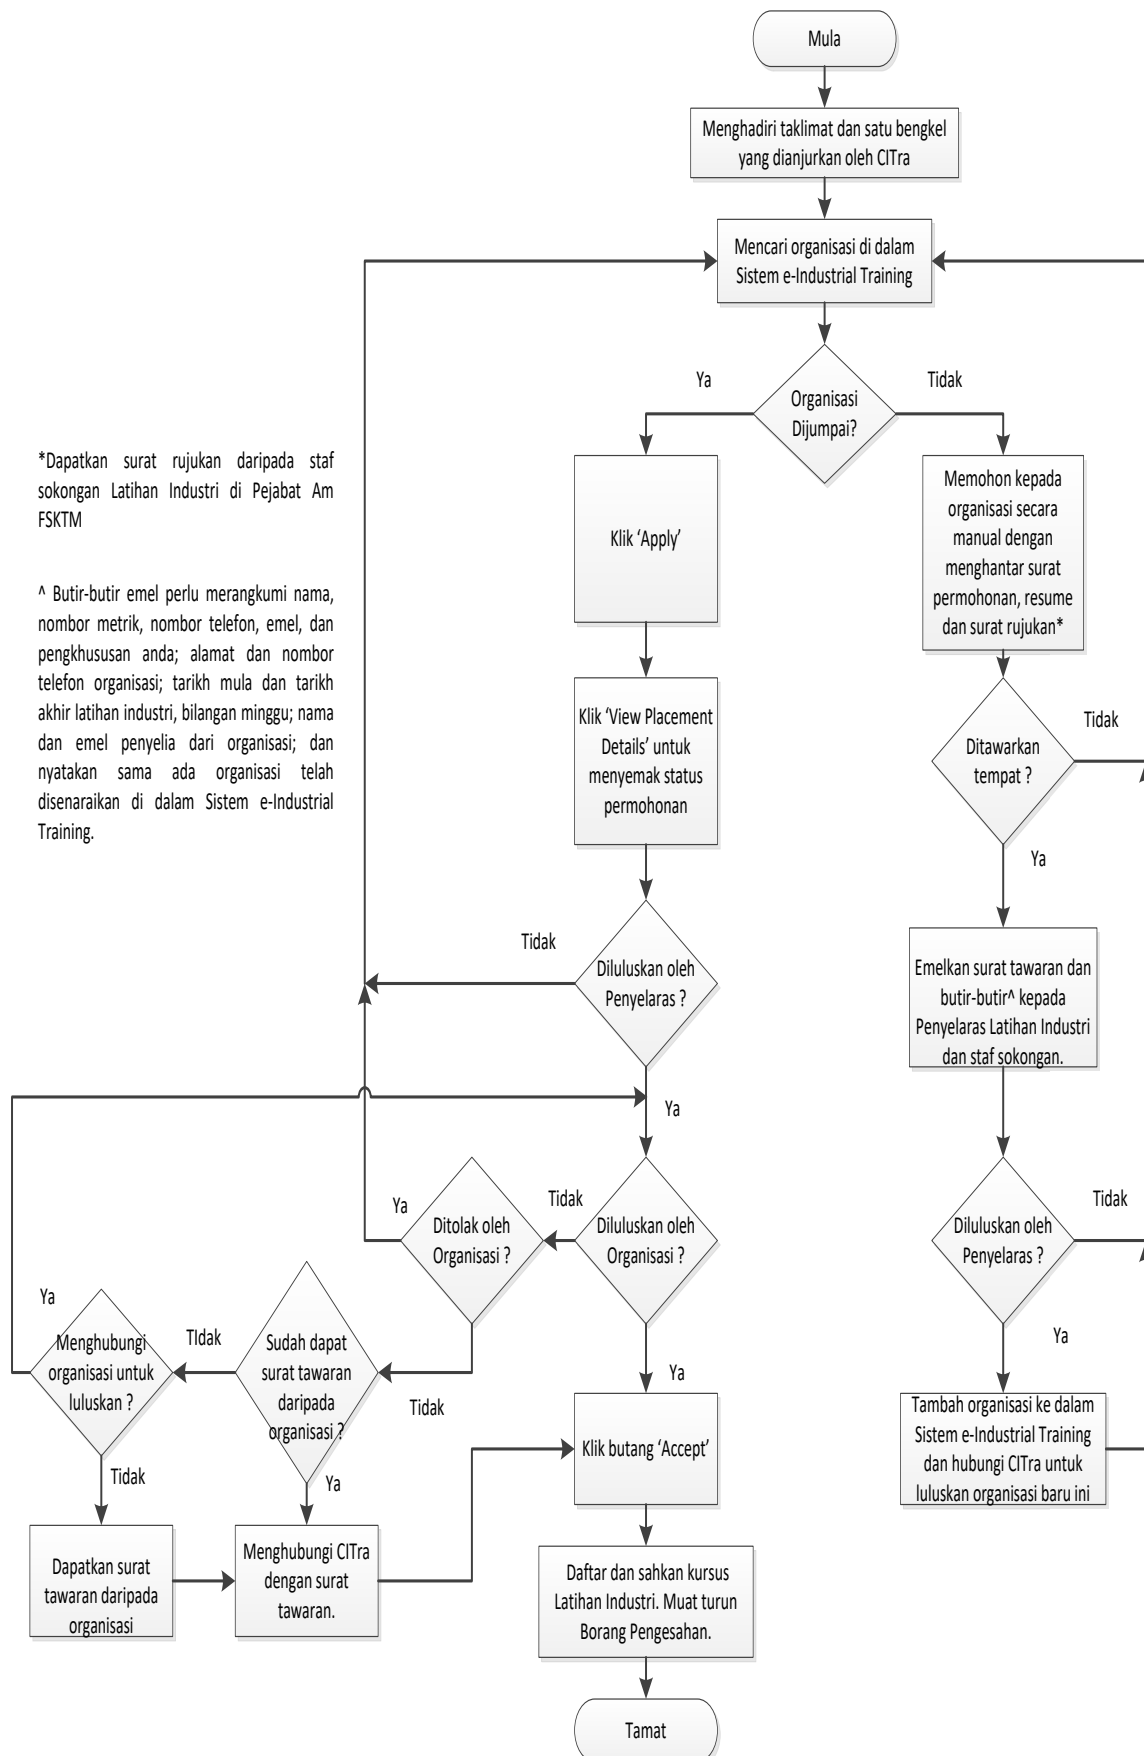 Mula
Menghadiri taklimat dan satu bengkel
yang dianjurkan oleh CITra
Mencari organisasi di dalam
Sistem e-Industrial Training
Organisasi
Dijumpai?
Ya
Tidak
*Dapatkan surat rujukan daripada staf
sokongan Latihan Industri di Pejabat Am
FSKTM
^ Butir-butir emel perlu merangkumi nama,
nombor metrik, nombor telefon, emel, dan
pengkhususan anda; alamat dan nombor
telefon organisasi; tarikh mula dan tarikh
akhir latihan industri, bilangan minggu; nama
dan emel penyelia dari organisasi; dan
nyatakan sama ada organisasi telah
disenaraikan di dalam Sistem e-Industrial
Training.
Klik ‘Apply’
Memohon kepada
organisasi secara
manual dengan
menghantar surat
permohonan, resume
dan surat rujukan*
Klik ‘View Placement
Details’ untuk
menyemak status
permohonan
Ditawarkan
tempat ?
Tidak
Ya
Diluluskan oleh
Penyelaras ?
Tidak
Ya
Emelkan surat tawaran dan
butir-butir^ kepada
Penyelaras Latihan Industri
dan staf sokongan.
Diluluskan oleh
Organisasi ?
Tidak
Ya
Ditolak oleh
Organisasi ?
Ya
Tidak
Diluluskan oleh
Penyelaras ?
Tidak
Ya
Sudah dapat
surat tawaran
daripada
organisasi ?
TIdak
Ya
Menghubungi
organisasi untuk
luluskan ?
Ya
Tidak
Klik butang ‘Accept’
Tambah organisasi ke dalam
Sistem e-Industrial Training
dan hubungi CITra untuk
luluskan organisasi baru ini
Dapatkan surat
tawaran daripada
organisasi
Menghubungi CITra
dengan surat
tawaran.
Daftar dan sahkan kursus
Latihan Industri. Muat turun
Borang Pengesahan.
Tamat